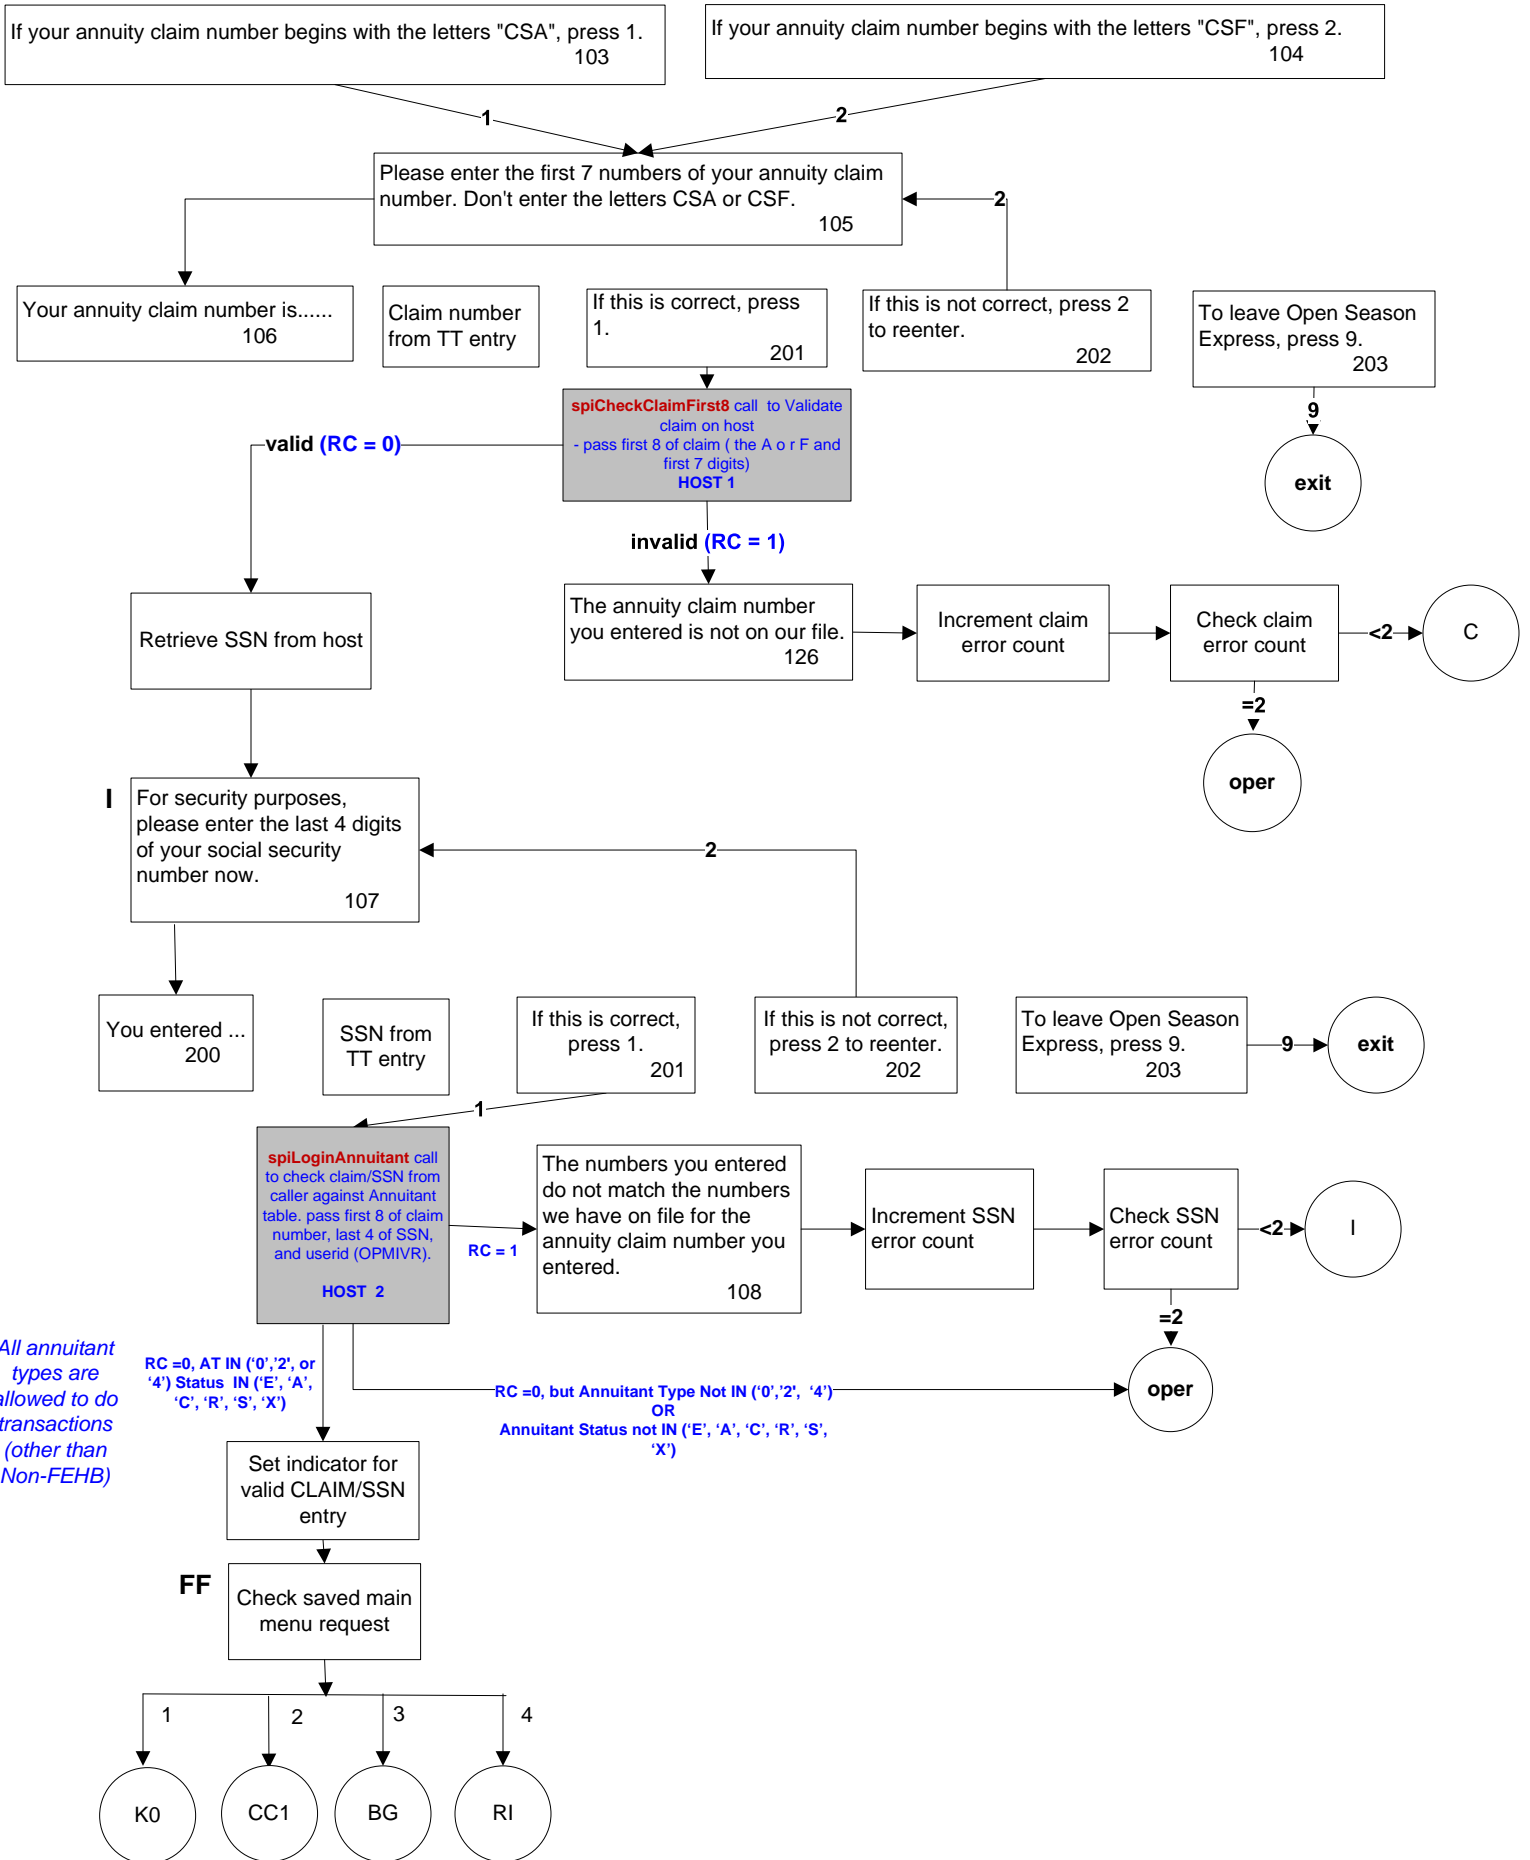 If your annuity claim number begins with the letters "CSA", press 1.
103
If your annuity claim number begins with the letters "CSF", press 2.
104
1
2
Please enter the first 7 numbers of your annuity claim
number. Don't enter the letters CSA or CSF.
105
2
Your annuity claim number is......
106
Claim number
from TT entry
If this is correct, press
1.
201
If this is not correct, press 2
to reenter.
202
To leave Open Season
Express, press 9.
203
9
exit
spiCheckClaimFirst8 call  to Validate
claim on host
- pass first 8 of claim ( the A o r F and
first 7 digits)
HOST 1
valid (RC = 0)
invalid (RC = 1)
The annuity claim number
you entered is not on our file.
126
Increment claim
error count
Check claim
error count
<2
C
=2
oper
Retrieve SSN from host
I
For security purposes,
please enter the last 4 digits
of your social security
number now.
107
2
You entered ...
200
SSN from
TT entry
If this is correct,
press 1.
201
If this is not correct,
press 2 to reenter.
202
To leave Open Season
Express, press 9.
203
9
exit
1
spiLoginAnnuitant call
to check claim/SSN from
caller against Annuitant
table. pass first 8 of claim
number, last 4 of SSN,
and userid (OPMIVR).
HOST  2
RC = 1
The numbers you entered
do not match the numbers
we have on file for the
annuity claim number you
entered.
108
Increment SSN
error count
Check SSN
error count
<2
I
=2
oper
All annuitant
types are
allowed to do
transactions
(other than
Non-FEHB)
RC =0, AT IN (‘0’,’2', or
‘4’) Status  IN (‘E’, ‘A’,
‘C’, ‘R’, ‘S’, ‘X’)
RC =0, but Annuitant Type Not IN (‘0’,’2',  ‘4’)
OR
Annuitant Status not IN (‘E’, ‘A’, ‘C’, ‘R’, ‘S’,
‘X’)
Set indicator for
valid CLAIM/SSN
entry
FF
Check saved main
menu request
1
2
3
4
K0
CC1
BG
RI